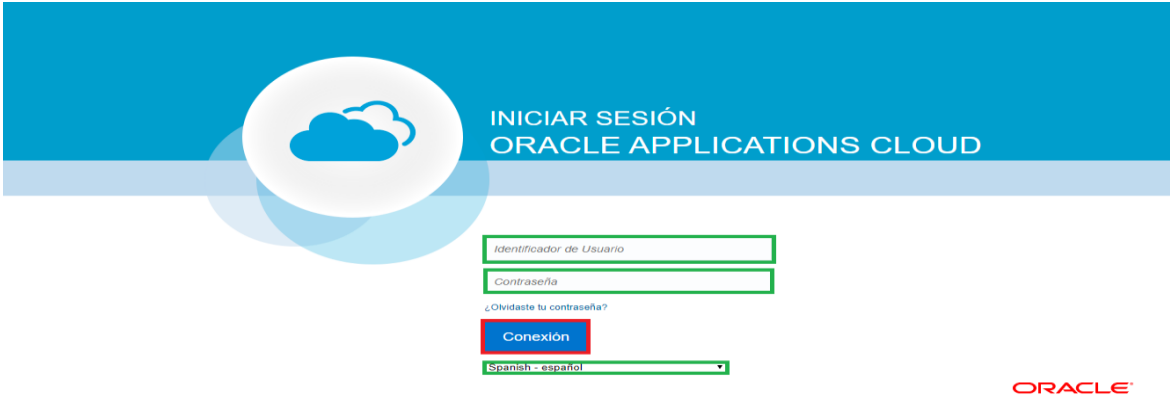 INICIAR SESIÓN
ORACLE APPLICATIONS CLOUD
Identificador de Usuario
Contraseña
¿Olvidaste tu contraseña?
Conexión
Spanish - español
ORACLE